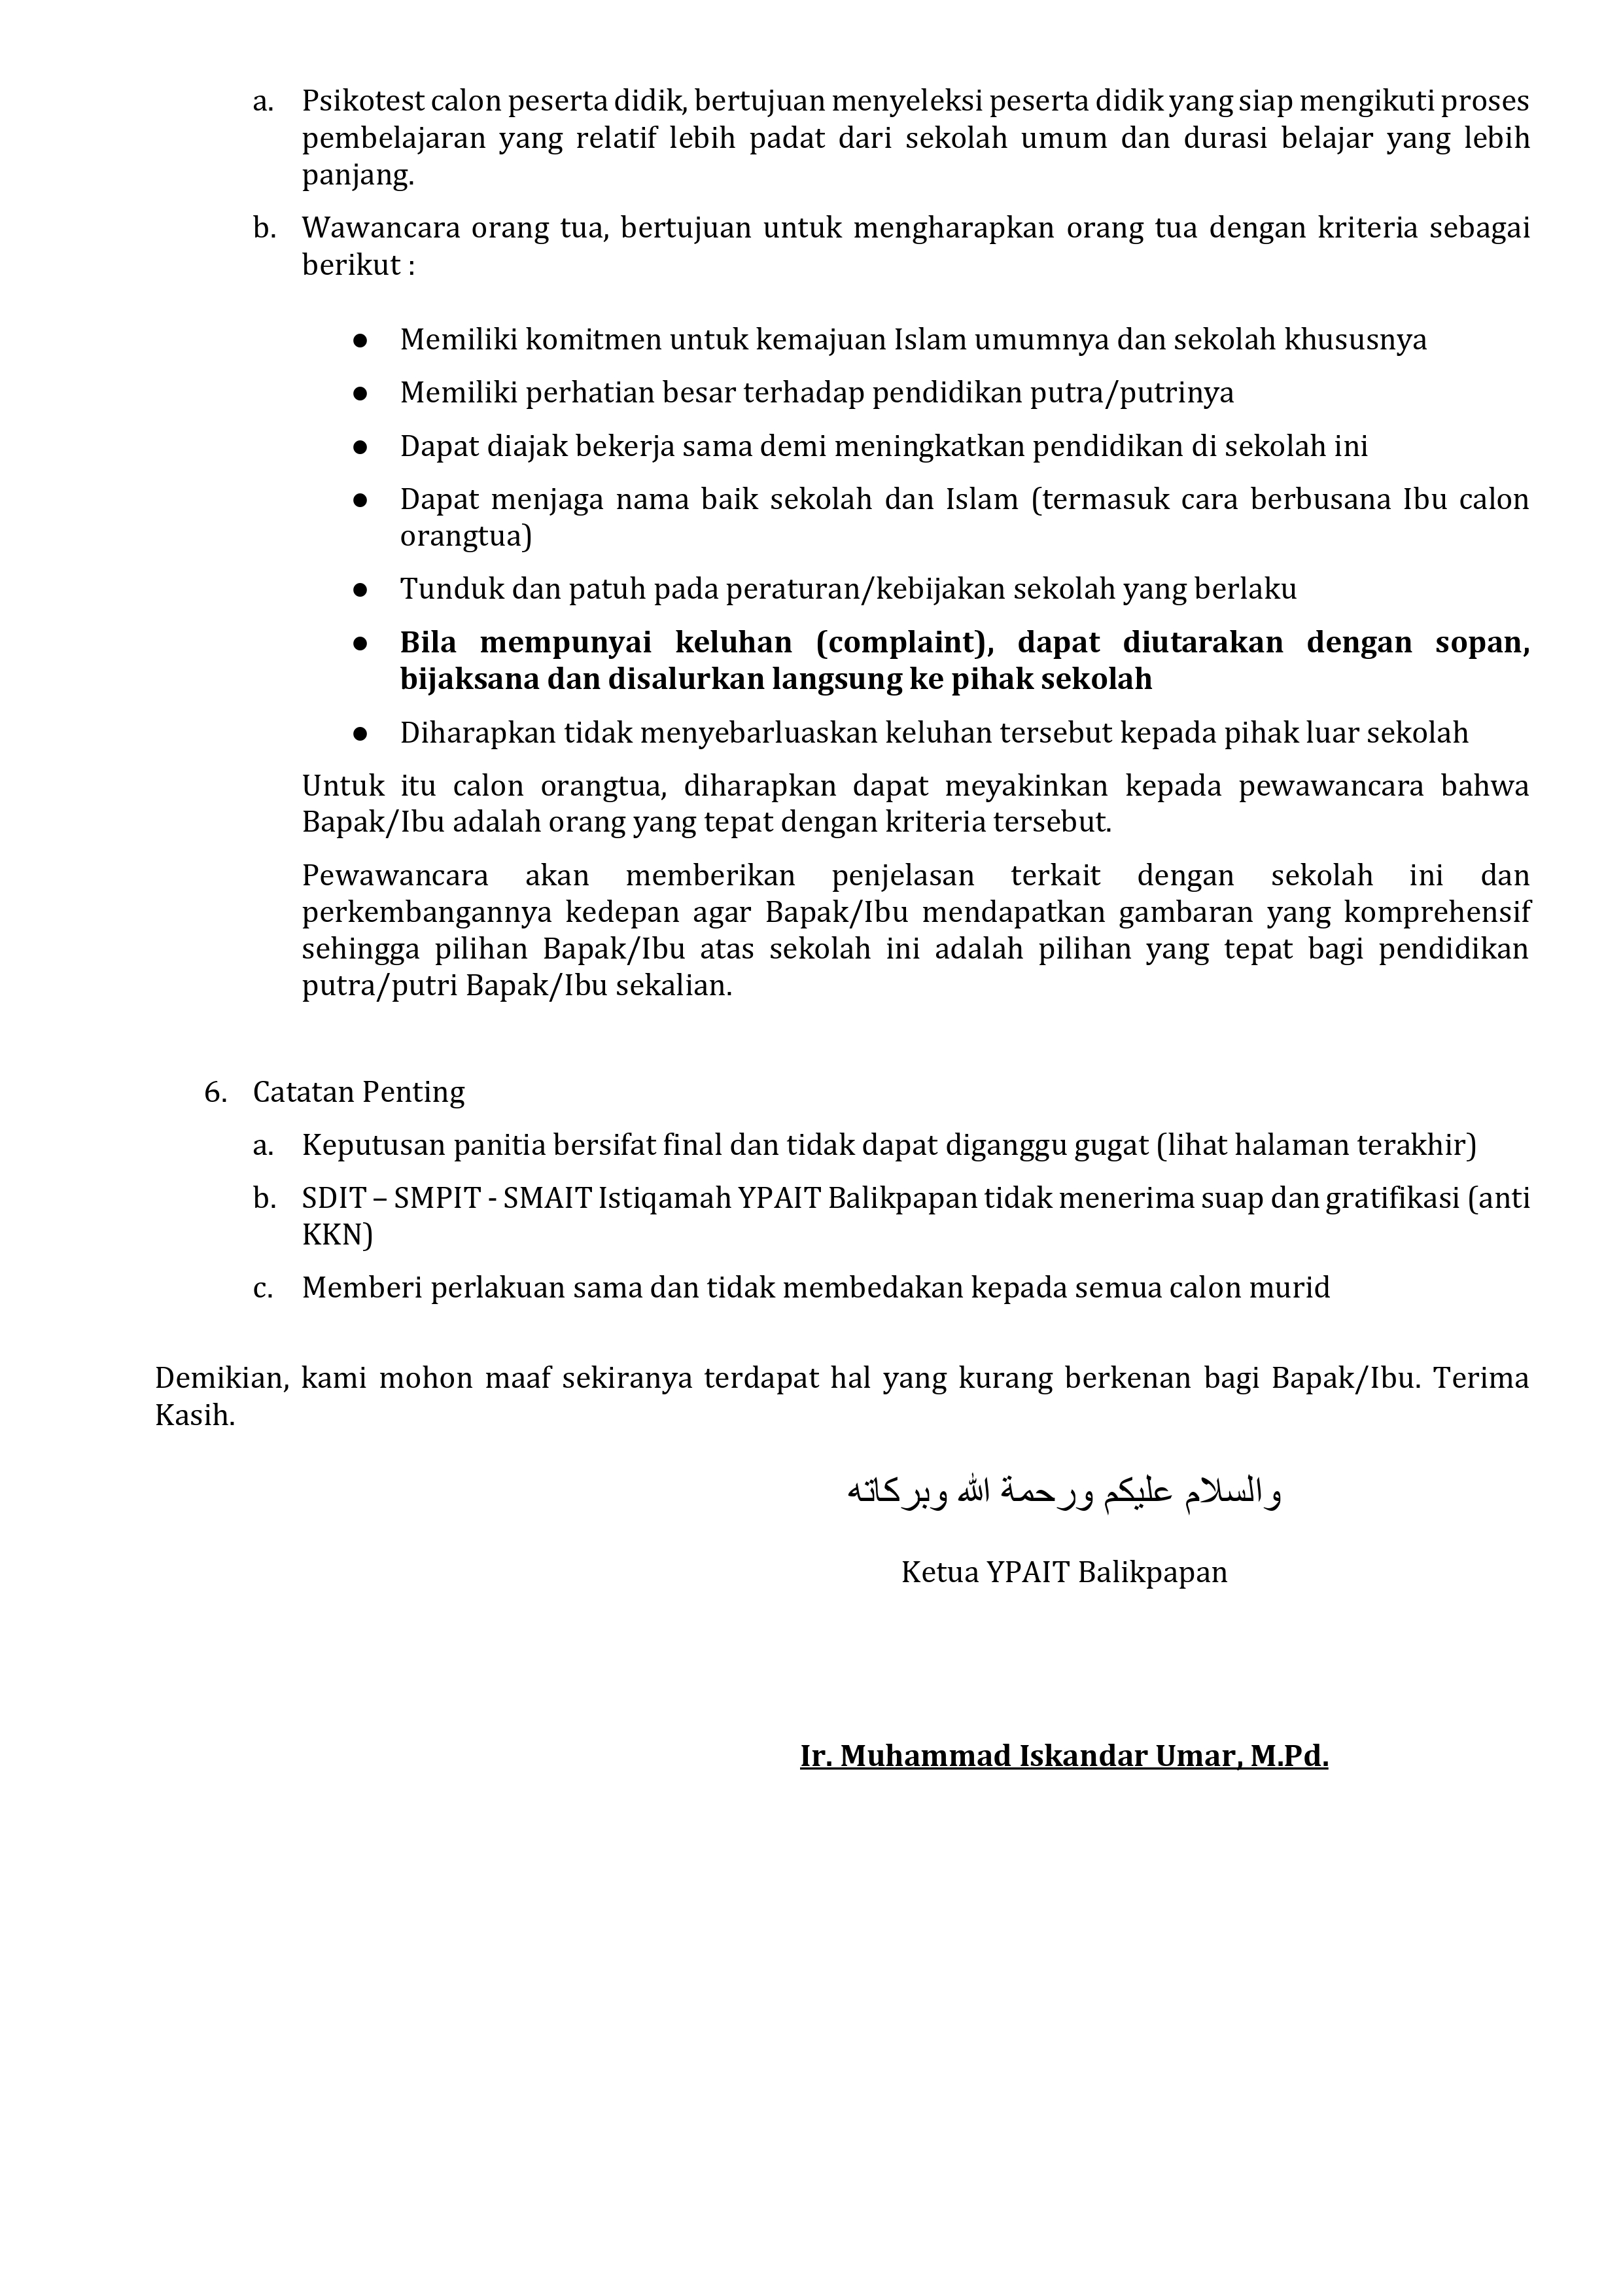 a. Psikotest calon peserta didik, bertujuan menyeleksi peserta didik yang siap mengikuti proses
pembelajaran yang relatif lebih padat dari sekolah umum dan durasi belajar yang lebih
panjang.
b. Wawancara orang tua, bertujuan untuk mengharapkan orang tua dengan kriteria sebagai
berikut :
● Memiliki komitmen untuk kemajuan Islam umumnya dan sekolah khususnya
● Memiliki perhatian besar terhadap pendidikan putra/putrinya
● Dapat diajak bekerja sama demi meningkatkan pendidikan di sekolah ini
● Dapat menjaga nama baik sekolah dan Islam (termasuk cara berbusana Ibu calon
orangtua)
● Tunduk dan patuh pada peraturan/kebijakan sekolah yang berlaku
● Bila mempunyai keluhan (complaint), dapat diutarakan dengan sopan,
bijaksana dan disalurkan langsung ke pihak sekolah
● Diharapkan tidak menyebarluaskan keluhan tersebut kepada pihak luar sekolah
Untuk itu calon orangtua, diharapkan dapat meyakinkan kepada pewawancara bahwa
Bapak/Ibu adalah orang yang tepat dengan kriteria tersebut.
Pewawancara akan memberikan penjelasan terkait dengan sekolah ini dan
perkembangannya kedepan agar Bapak/Ibu mendapatkan gambaran yang komprehensif
sehingga pilihan Bapak/Ibu atas sekolah ini adalah pilihan yang tepat bagi pendidikan
putra/putri Bapak/Ibu sekalian.
6. Catatan Penting
a. Keputusan panitia bersifat final dan tidak dapat diganggu gugat (lihat halaman terakhir)
b. SDIT – SMPIT - SMAIT Istiqamah YPAIT Balikpapan tidak menerima suap dan gratifikasi (anti
KKN)
c. Memberi perlakuan sama dan tidak membedakan kepada semua calon murid
Demikian, kami mohon maaf sekiranya terdapat hal yang kurang berkenan bagi Bapak/Ibu. Terima
Kasih.
والسلام عليكم ورحمة الله وبركاته
Ketua YPAIT Balikpapan
Ir. Muhammad Iskandar Umar, M.Pd.